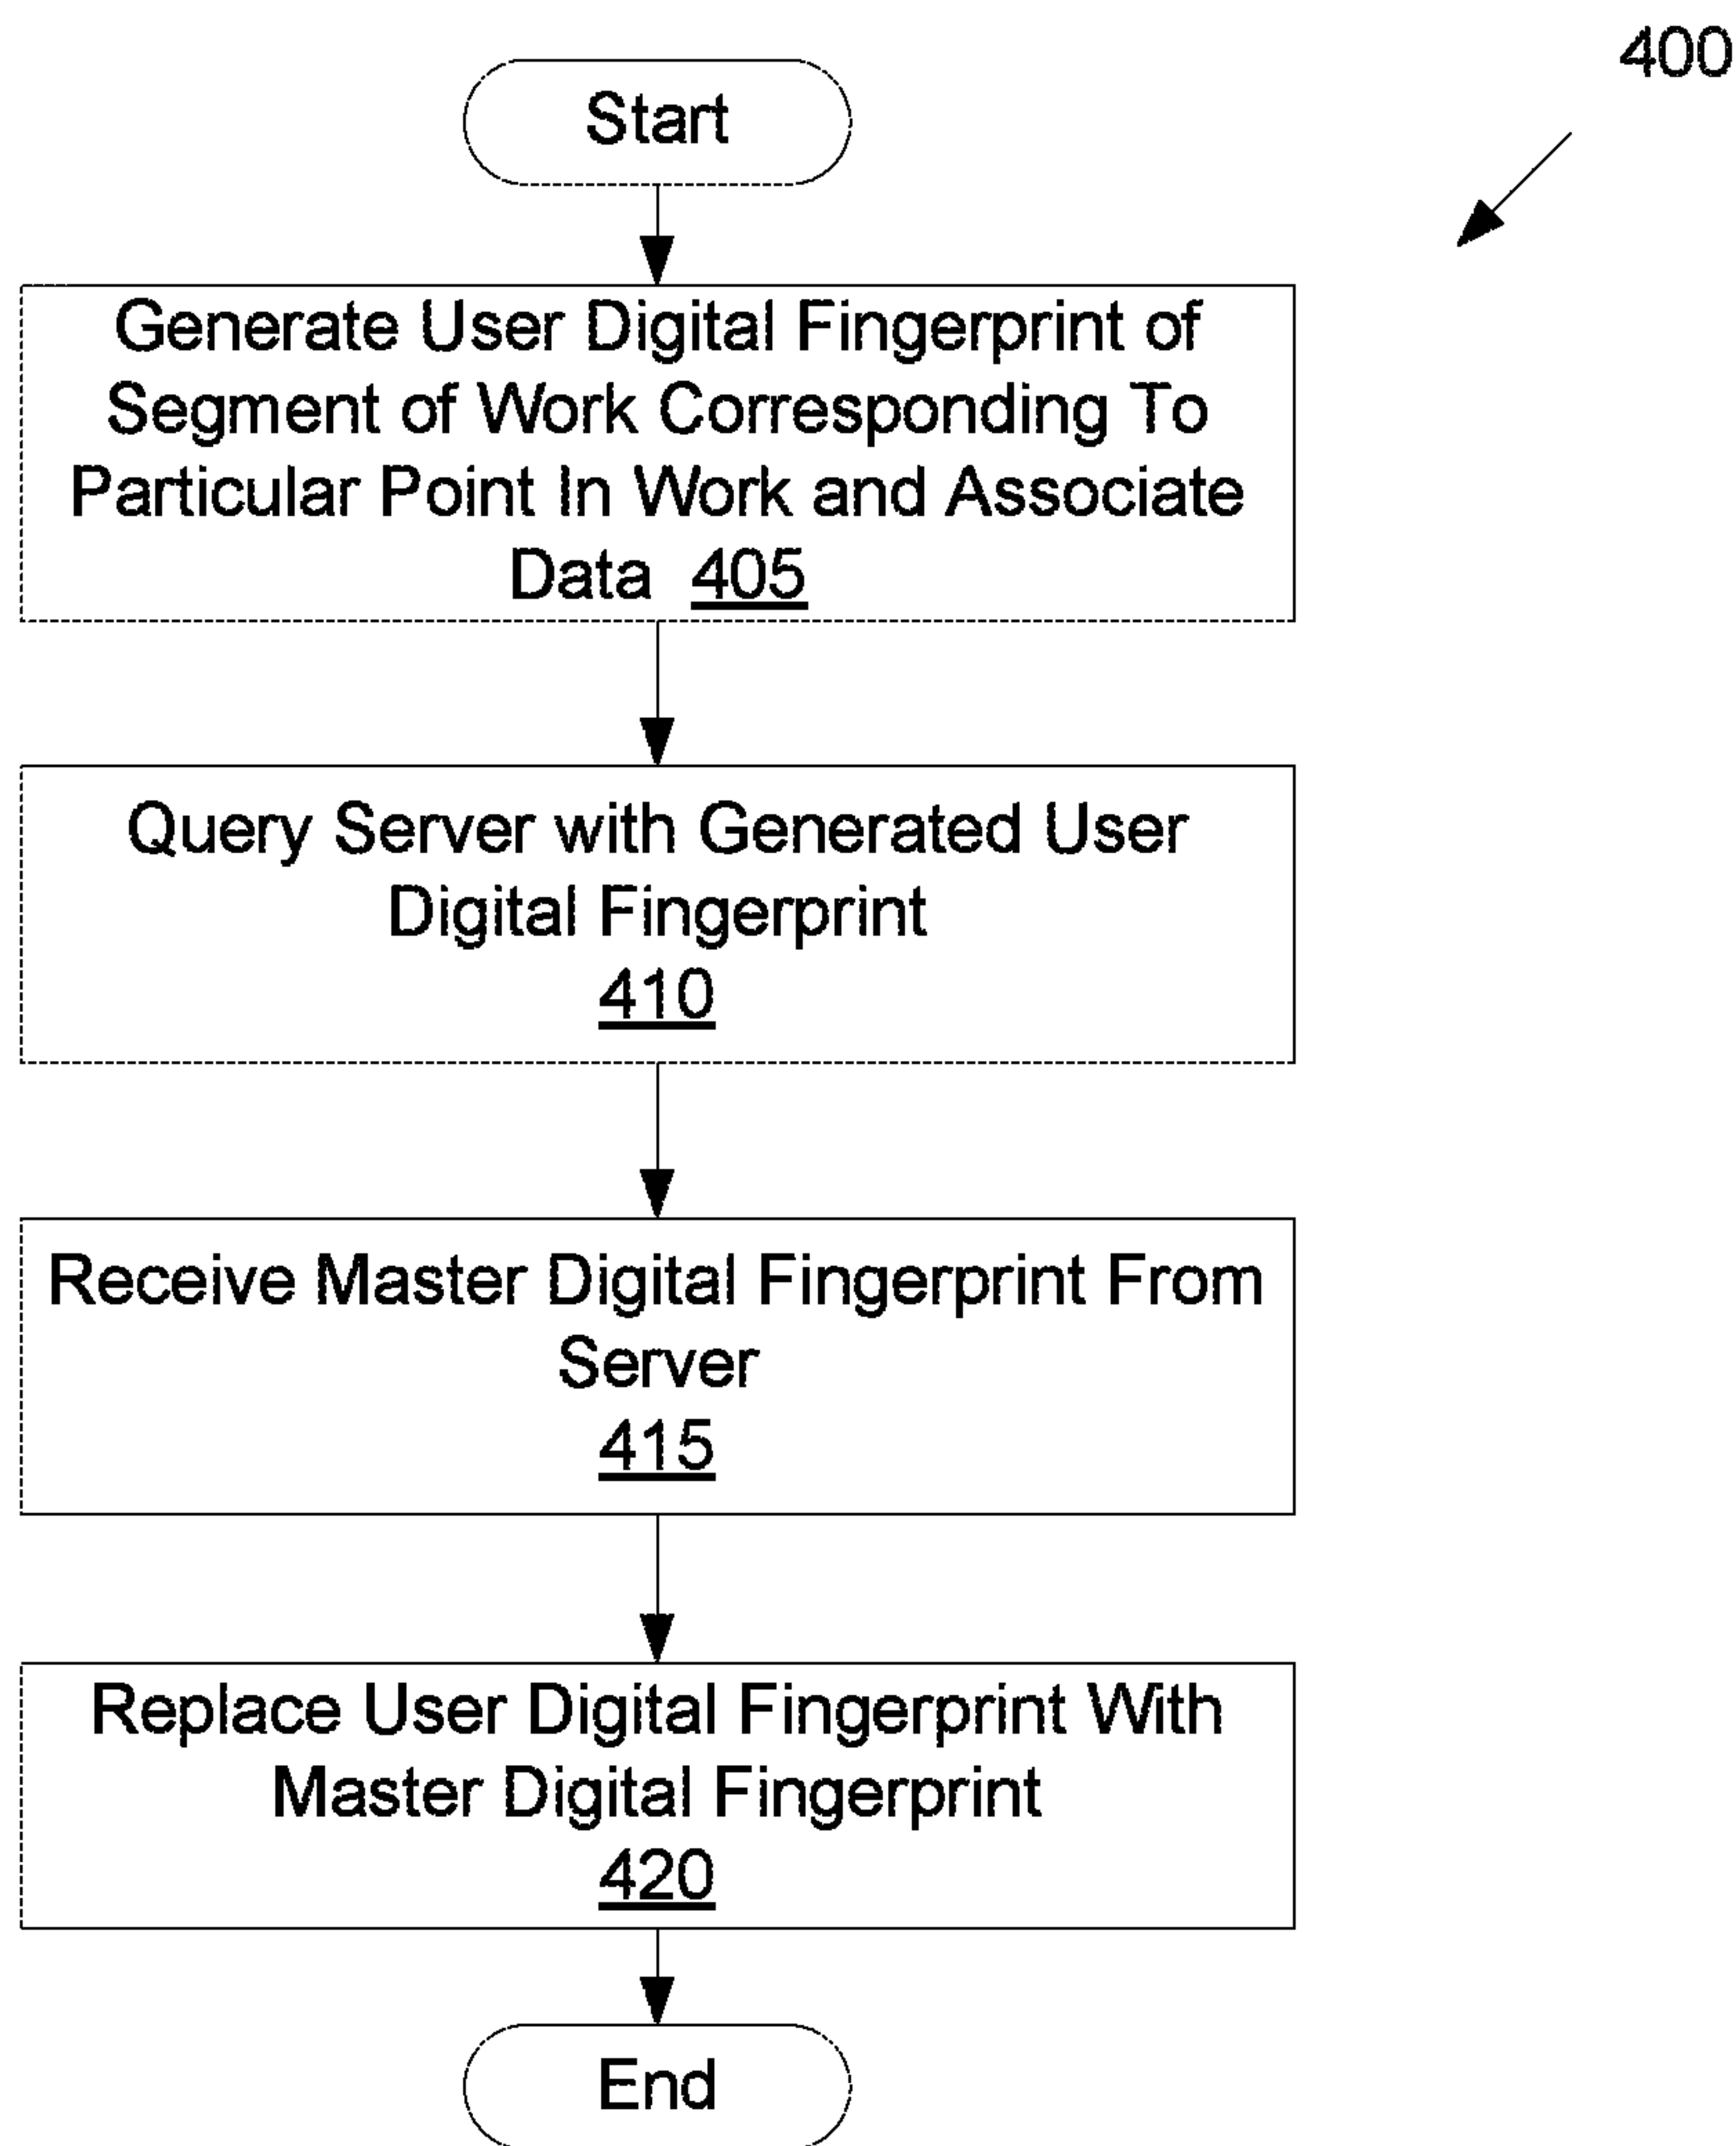 400
Start
Generate User Digital Fingerprint of
Segment of Work Corresponding To
Particular Point In Work and Associate
Data 405
Query Server with Generated User
Digital Fingerprint
410
Receive Master Digital Fingerprint From
Server
415
Replace User Digital Fingerprint With
Master Digital Fingerprint
420
End